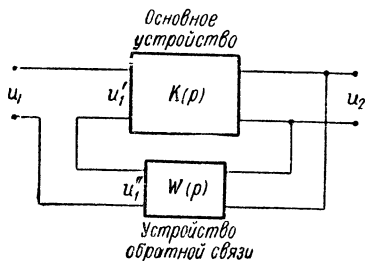 Основное
устройство
u₁
u₁′
K(p)
u₂
u₁″
W(p)
Устройство
обратной связи